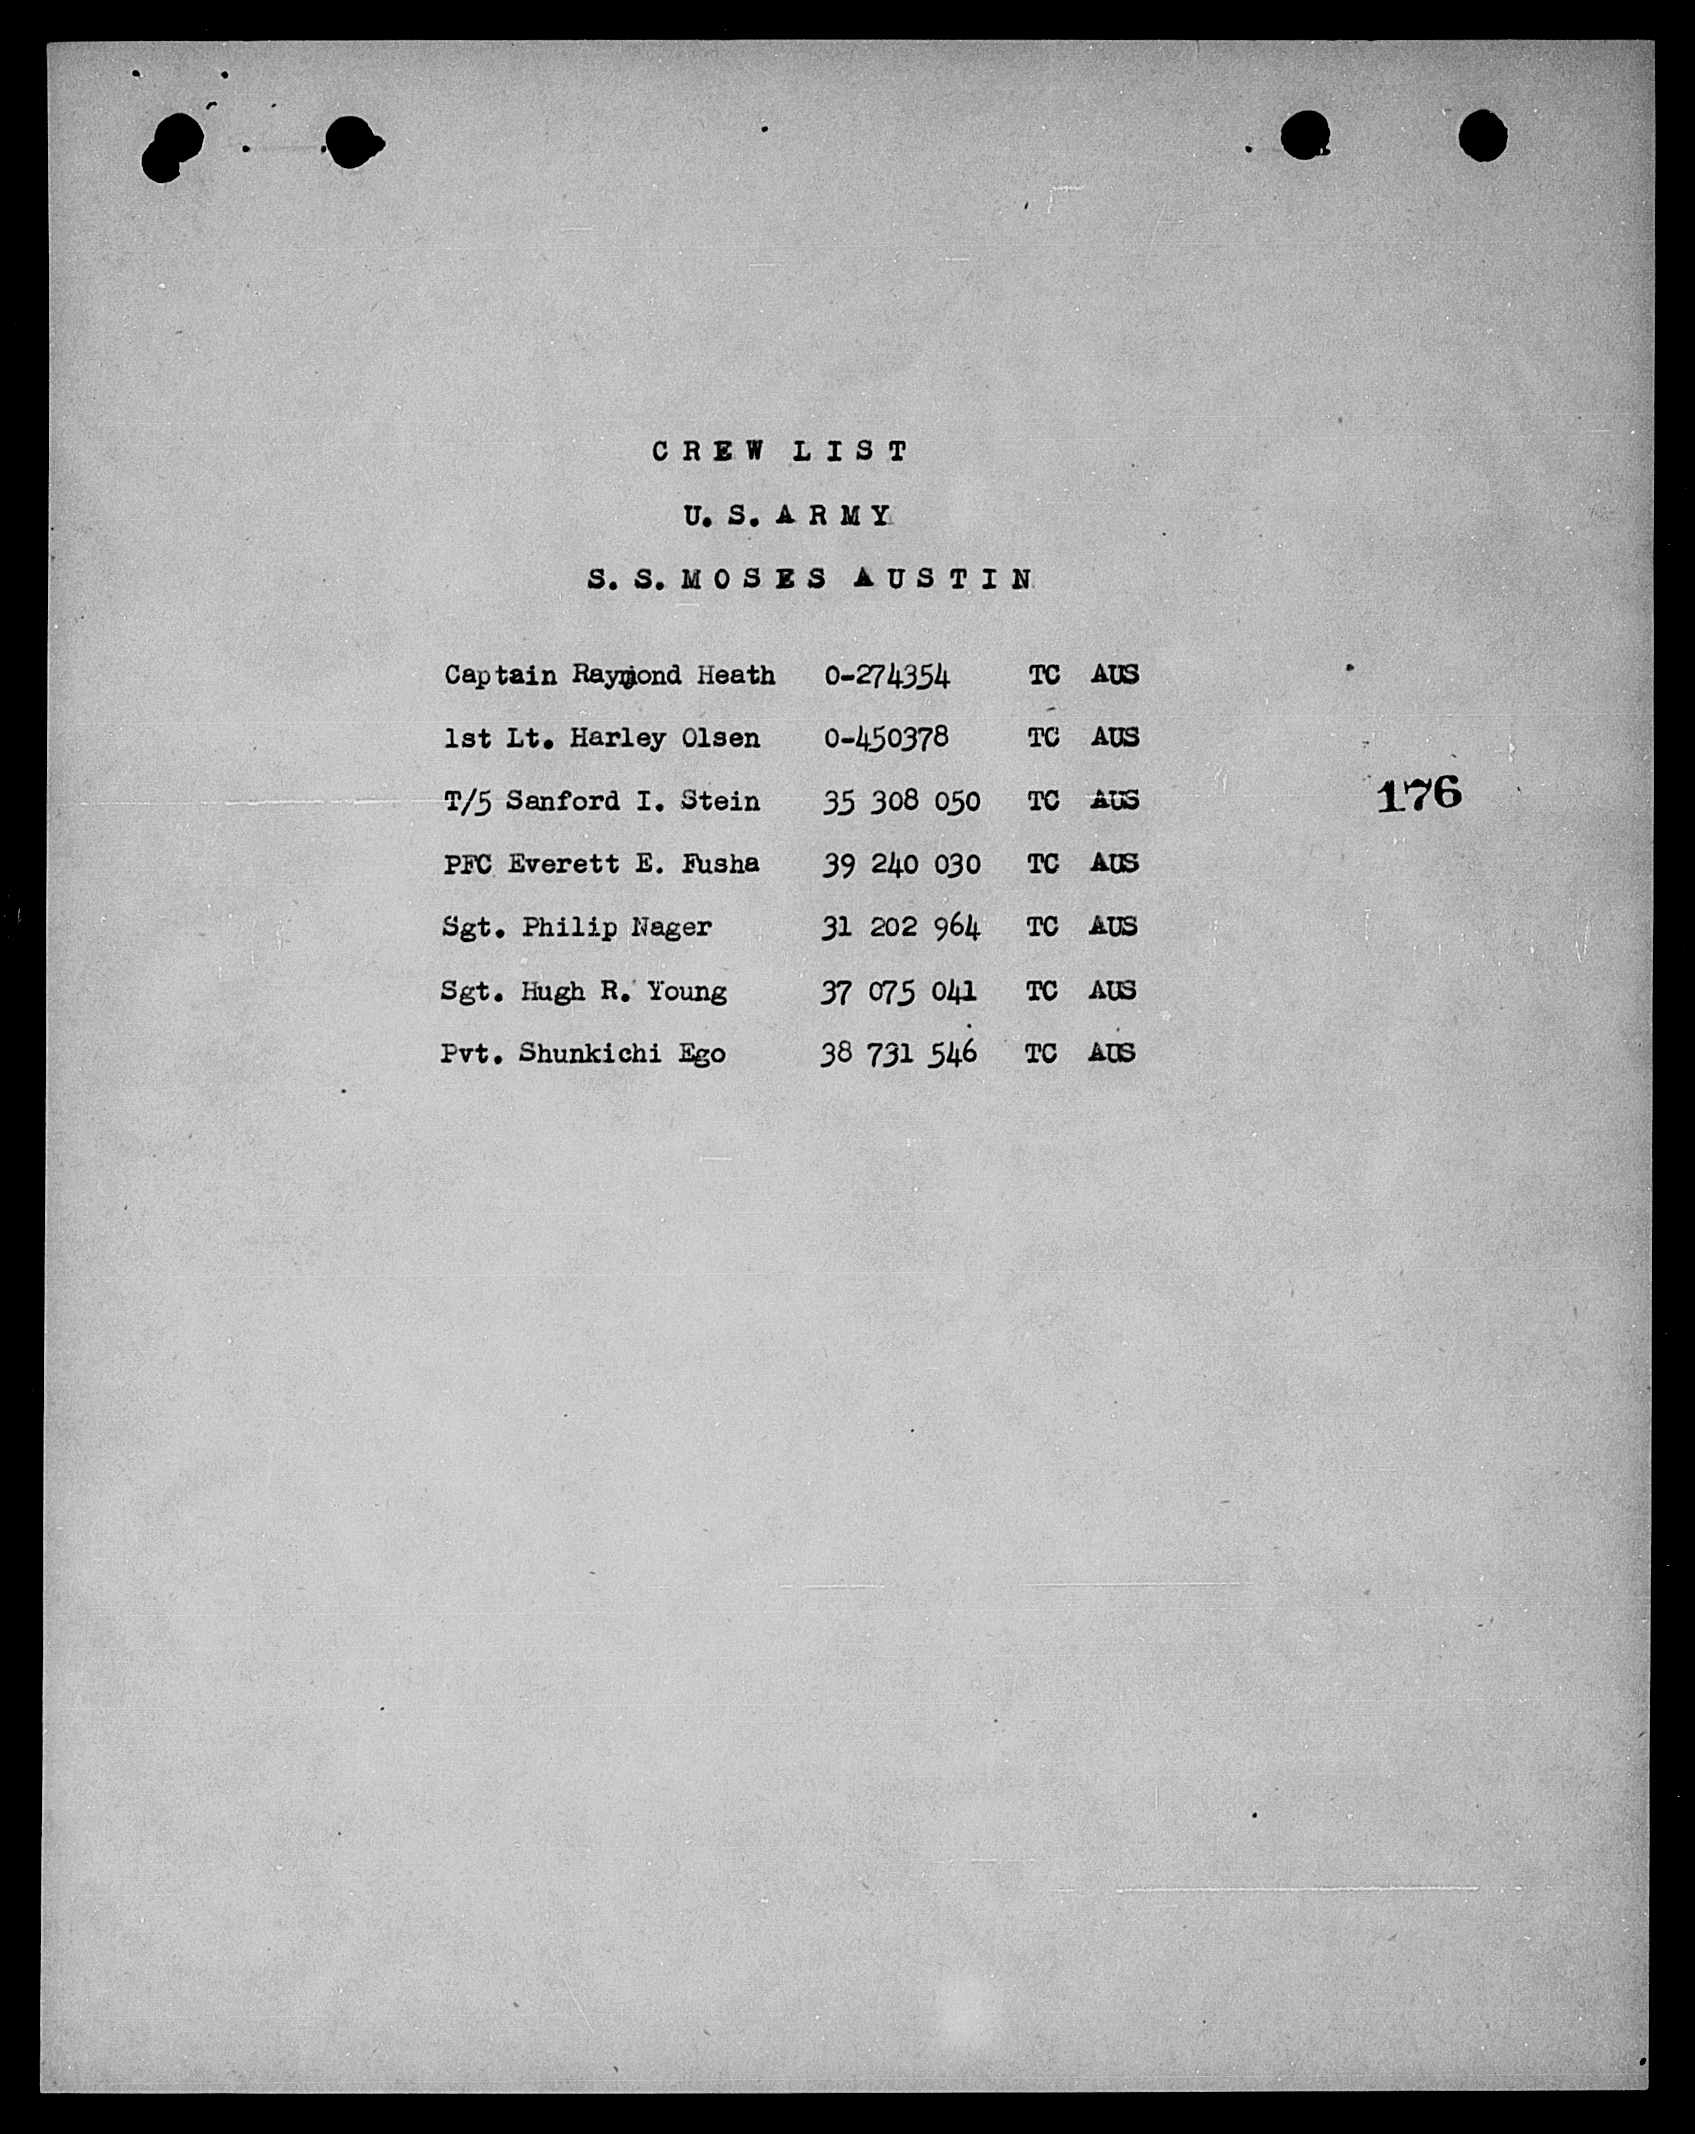 CREW LIST
U. S. ARMY
S. S. MOSES AUSTIN
Captain Raymond Heath 0-274354 TC AUS
1st Lt. Harley Olsen 0-450378 TC AUS
T/5 Sanford I. Stein 35 308 050 TC AUS
176
PFC Everett E. Fusha 39 240 030 TC AUS
Sgt. Philip Nager 31 202 964 TC AUS
Sgt. Hugh R. Young 37 075 041 TC AUS
Pvt. Shunkichi Ego 38 731 546 TC AUS